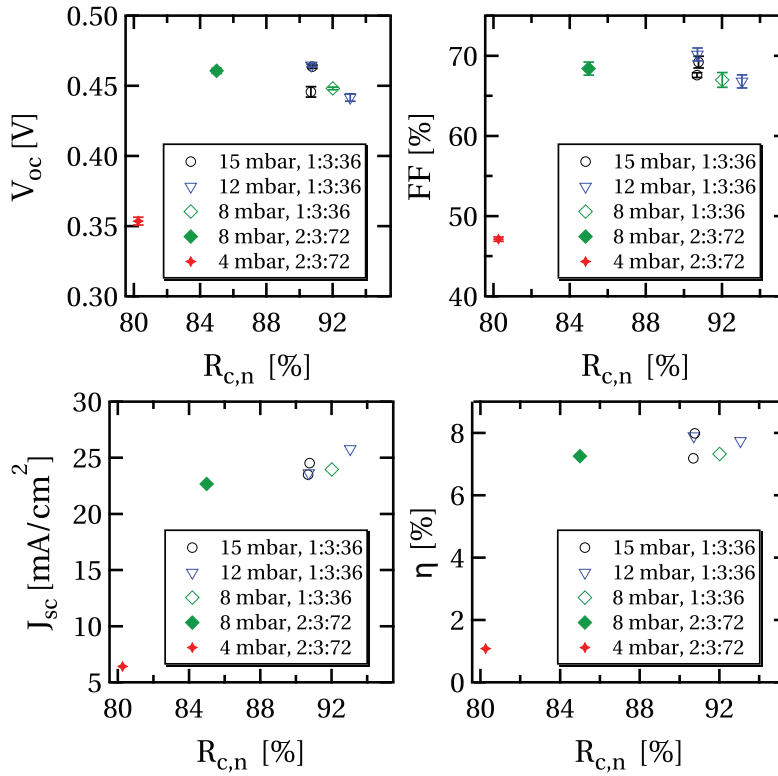 0.50
0.45
0.40
0.35
0.30
V_oc [V]
80 84 88 92
R_c,n [%]
15 mbar, 1:3:36
12 mbar, 1:3:36
8 mbar, 1:3:36
8 mbar, 2:3:72
4 mbar, 2:3:72
70
60
50
40
FF [%]
80 84 88 92
R_c,n [%]
15 mbar, 1:3:36
12 mbar, 1:3:36
8 mbar, 1:3:36
8 mbar, 2:3:72
4 mbar, 2:3:72
30
25
20
15
10
5
J_sc [mA/cm²]
80 84 88 92
R_c,n [%]
15 mbar, 1:3:36
12 mbar, 1:3:36
8 mbar, 1:3:36
8 mbar, 2:3:72
4 mbar, 2:3:72
8
6
4
2
0
η [%]
80 84 88 92
R_c,n [%]
15 mbar, 1:3:36
12 mbar, 1:3:36
8 mbar, 1:3:36
8 mbar, 2:3:72
4 mbar, 2:3:72